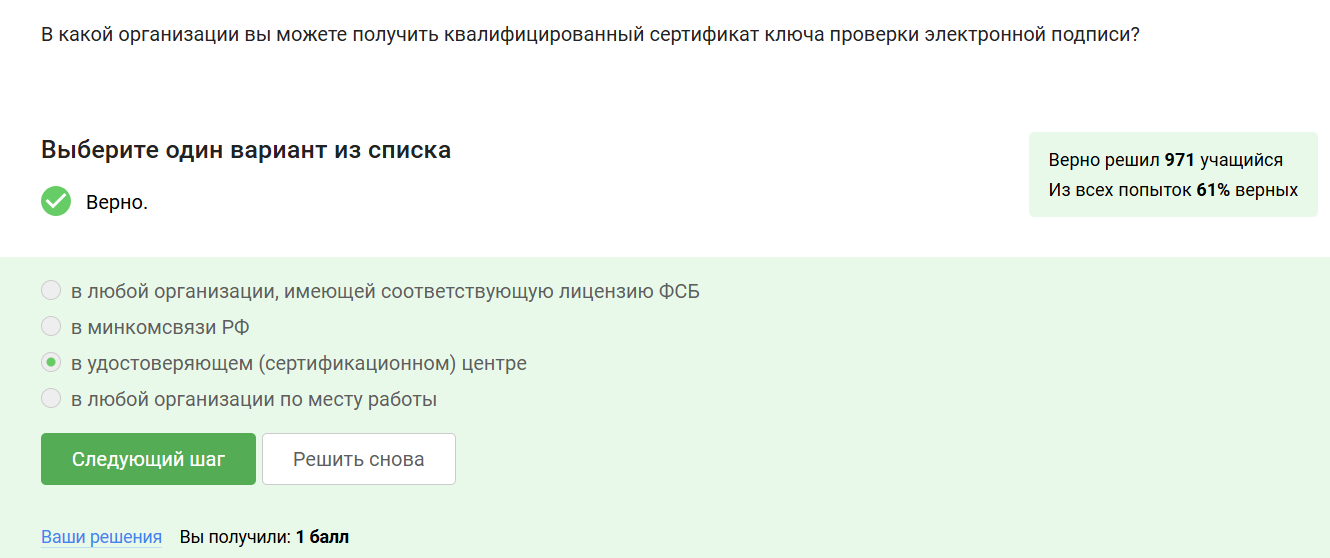 В какой организации вы можете получить квалифицированный сертификат ключа проверки электронной подписи?
Выберите один вариант из списка
Верно.
Верно решил 971 учащийся
Из всех попыток 61% верных
в любой организации, имеющей соответствующую лицензию ФСБ
в минкомсвязи РФ
в удостоверяющем (сертификационном) центре
в любой организации по месту работы
Следующий шаг
Решить снова
Ваши решения Вы получили: 1 балл